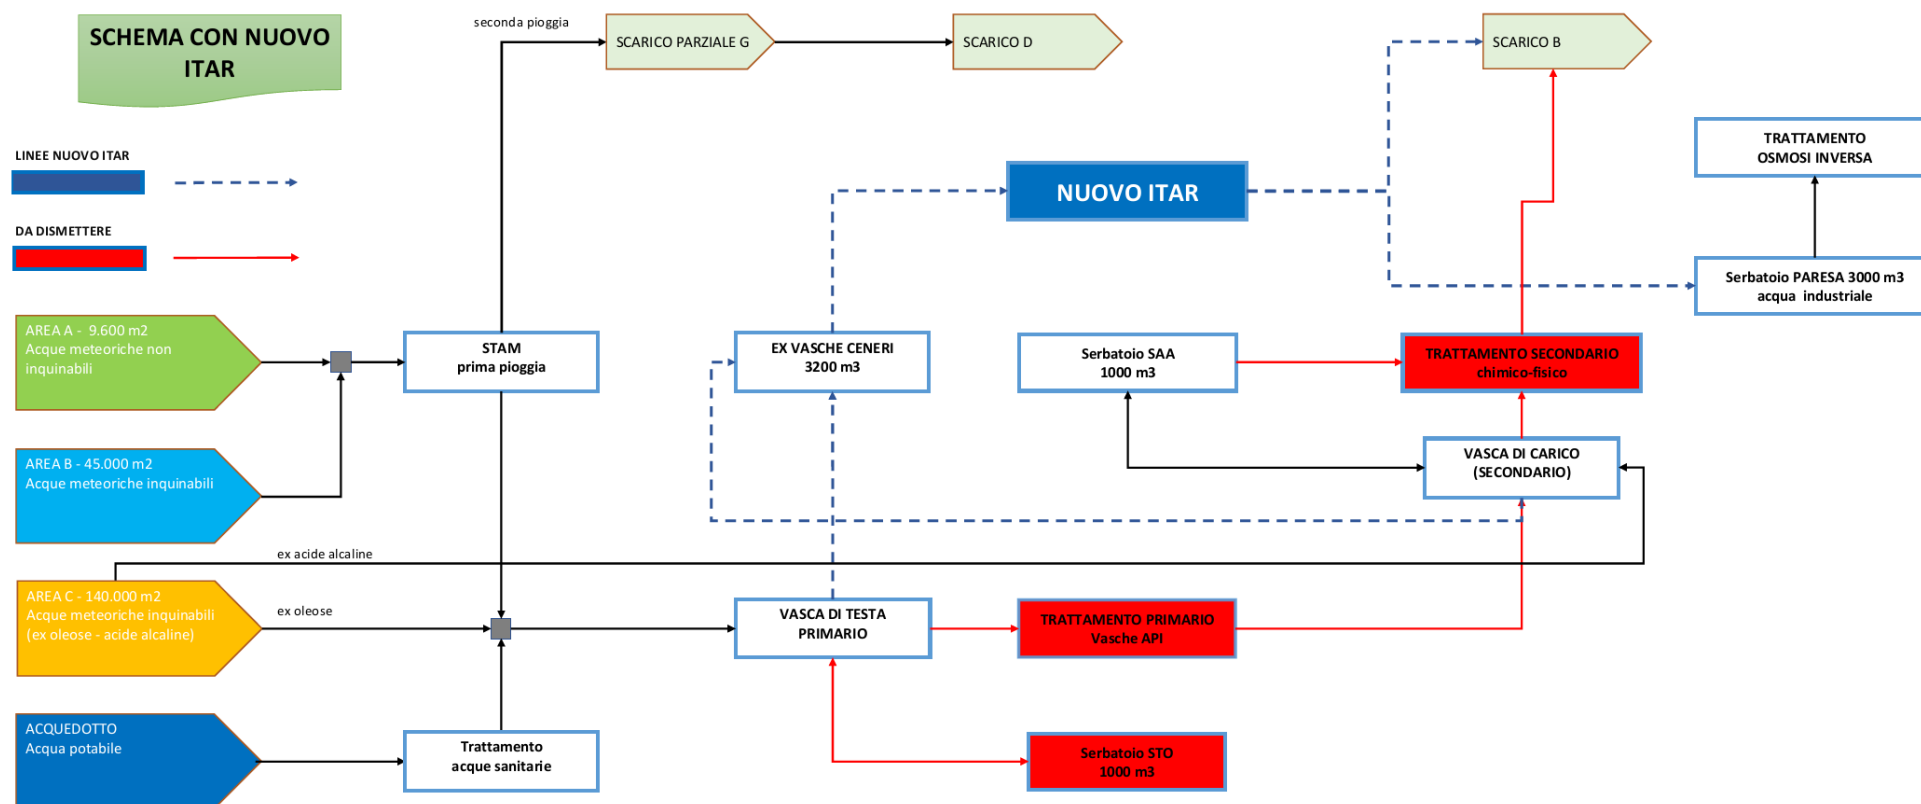 SCHEMA CON NUOVO
ITAR
seconda pioggia
SCARICO PARZIALE G
SCARICO D
SCARICO B
TRATTAMENTO
OSMOSI INVERSA
LINEE NUOVO ITAR
NUOVO ITAR
DA DISMETTERE
Serbatoio PARESA 3000 m3
acqua industriale
AREA A - 9.600 m2
Acque meteoriche non
inquinabili
STAM
prima pioggia
EX VASCHE CENERI
3200 m3
Serbatoio SAA
1000 m3
TRATTAMENTO SECONDARIO
chimico-fisico
AREA B - 45.000 m2
Acque meteoriche inquinabili
VASCA DI CARICO
(SECONDARIO)
ex acide alcaline
AREA C - 140.000 m2
Acque meteoriche inquinabili
(ex oleose - acide alcaline)
ex oleose
VASCA DI TESTA
PRIMARIO
TRATTAMENTO PRIMARIO
Vasche API
ACQUEDOTTO
Acqua potabile
Trattamento
acque sanitarie
Serbatoio STO
1000 m3